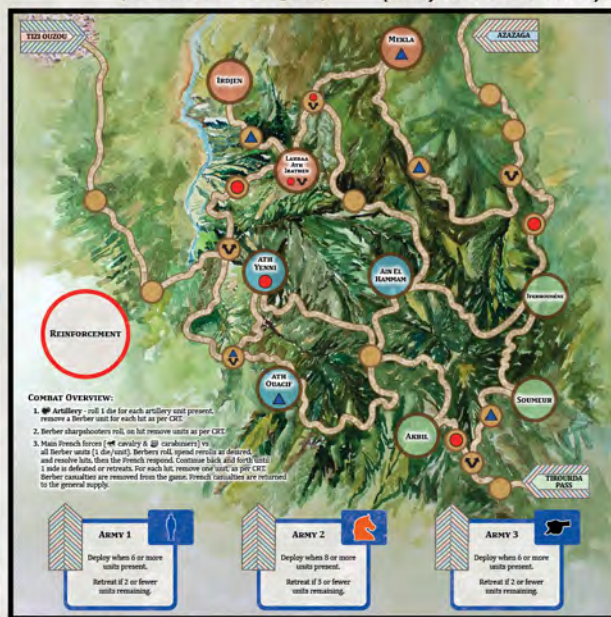 TIZI OUZOU
MEKLA
AZAZAGA
IRDJEN
LARBAA
ATH
IRATHEN
ATH
YENNI
AIN EL
HAMMAM
IFERHOUNÈNE
REINFORCEMENT
ATH
OUACIF
SOUMEUR
AKBIL
COMBAT OVERVIEW:
1. Artillery - roll 1 die for each artillery unit present,
remove a Berber unit for each hit as per CRT.
2. Berber sharpshooters roll, on hit remove units as per CRT.
3. Main French forces [ cavalry & carabiners] vs
all Berber units [1 die/unit]. Berbers roll, spend rerolls as desired,
and resolve hits, then the French respond. Continue back and forth until
1 side is defeated or retreats. For each hit, remove one unit, as per CRT.
Berber casualties are removed from the game. French casualties are returned
to the general supply.
TIROURDA
PASS
ARMY 1
Deploy when 6 or more
units present.
Retreat if 2 or fewer
units remaining.
ARMY 2
Deploy when 8 or more
units present.
Retreat if 3 or fewer
units remaining.
ARMY 3
Deploy when 6 or more
units present.
Retreat if 2 or fewer
units remaining.